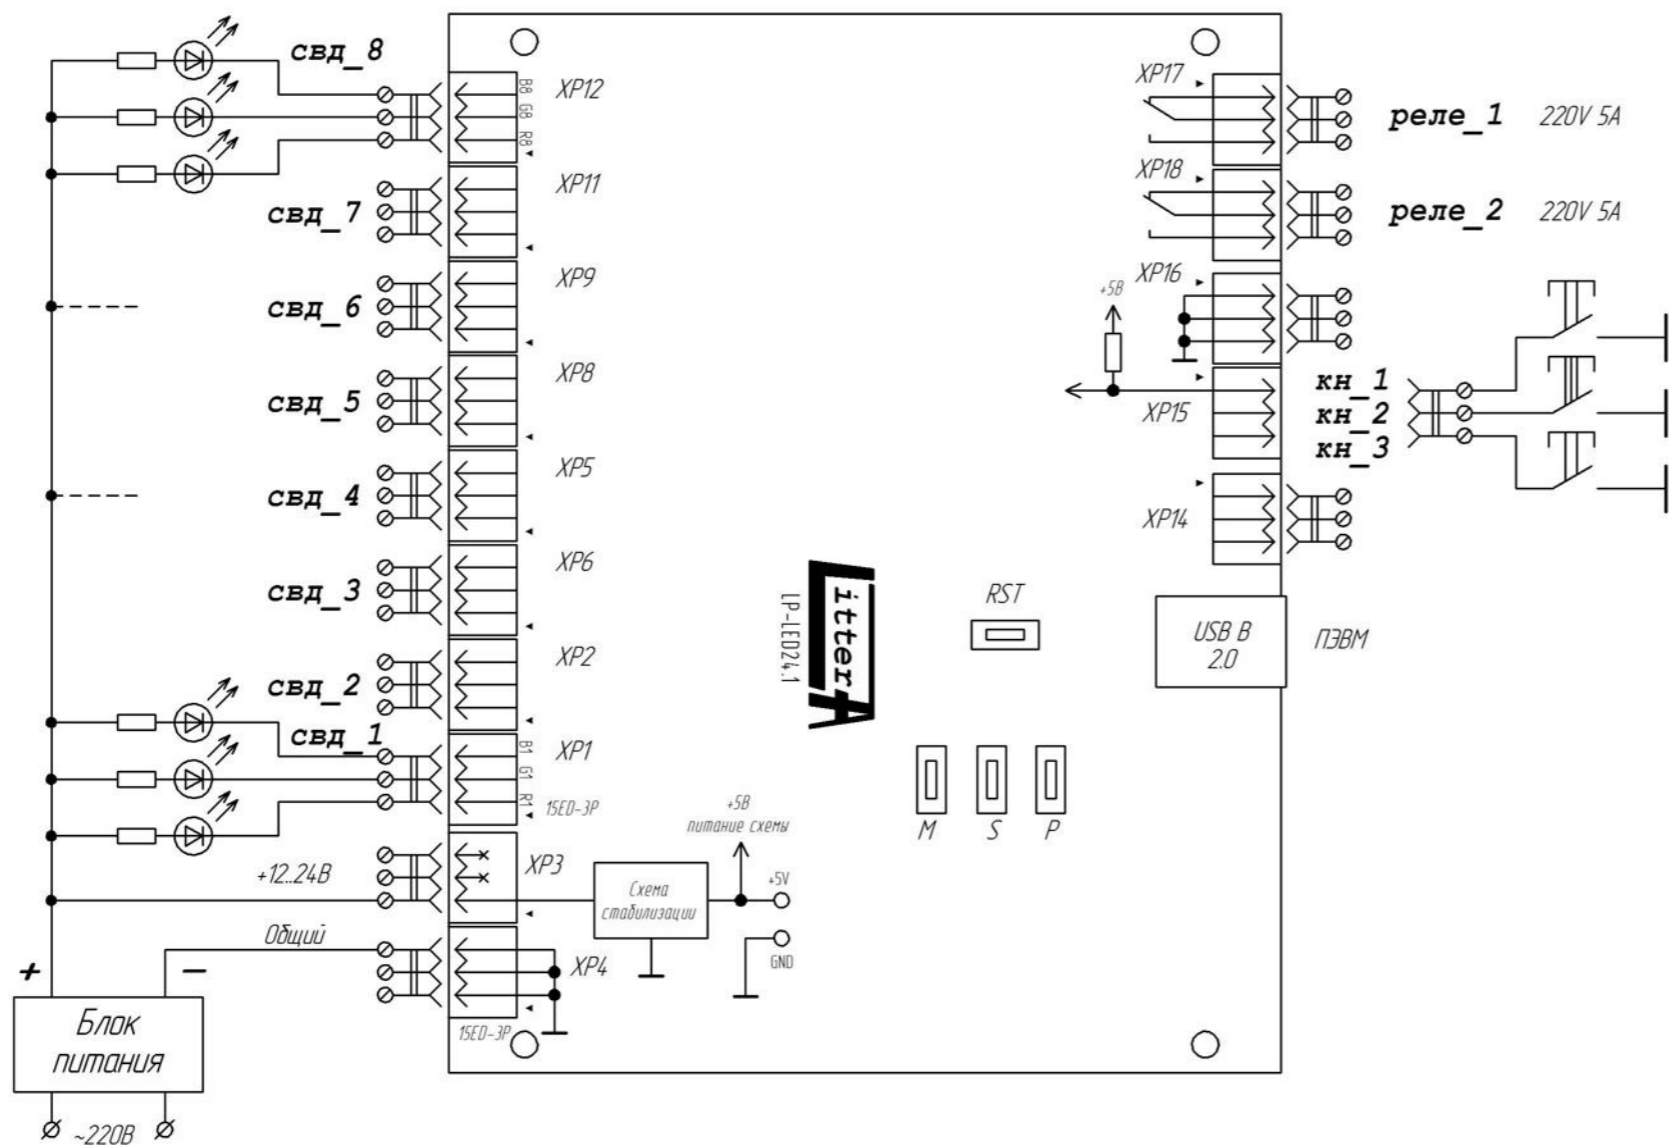 свд_8
B8
G8
R8
XP12
свд_7
XP11
свд_6
XP9
свд_5
XP8
свд_4
XP5
свд_3
XP6
свд_2
XP2
свд_1
B1
G1
R1
XP1
15ED-3P
+12..24В
XP3
Общий
XP4
15ED-3P
+
−
Блок
питания
~220В
Схема
стабилизации
+5В
питание схемы
+5V
GND
Litter-A
LP-LED24.1
RST
M
S
P
XP17
реле_1
220V 5A
XP18
реле_2
220V 5A
XP16
+5В
XP15
кн_1
кн_2
кн_3
XP14
USB B
2.0
ПЭВМ